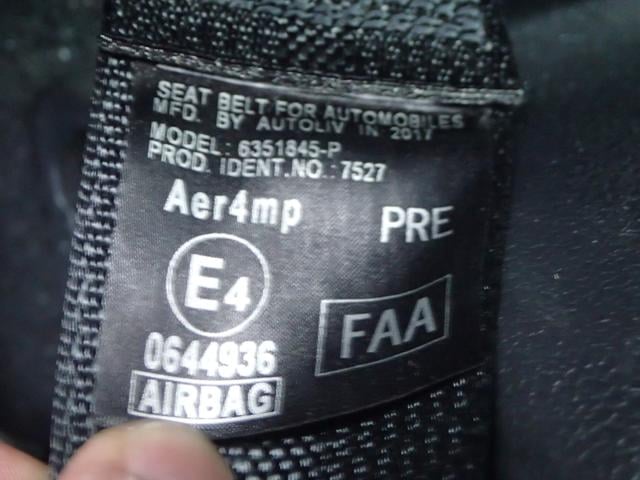 SEAT BELT FOR AUTOMOBILES
MFD. BY AUTOLIV IN 2017
MODEL: 6351845-P
PROD. IDENT.NO.: 7527
Aer4mp
PRE
E4
FAA
0644936
AIRBAG